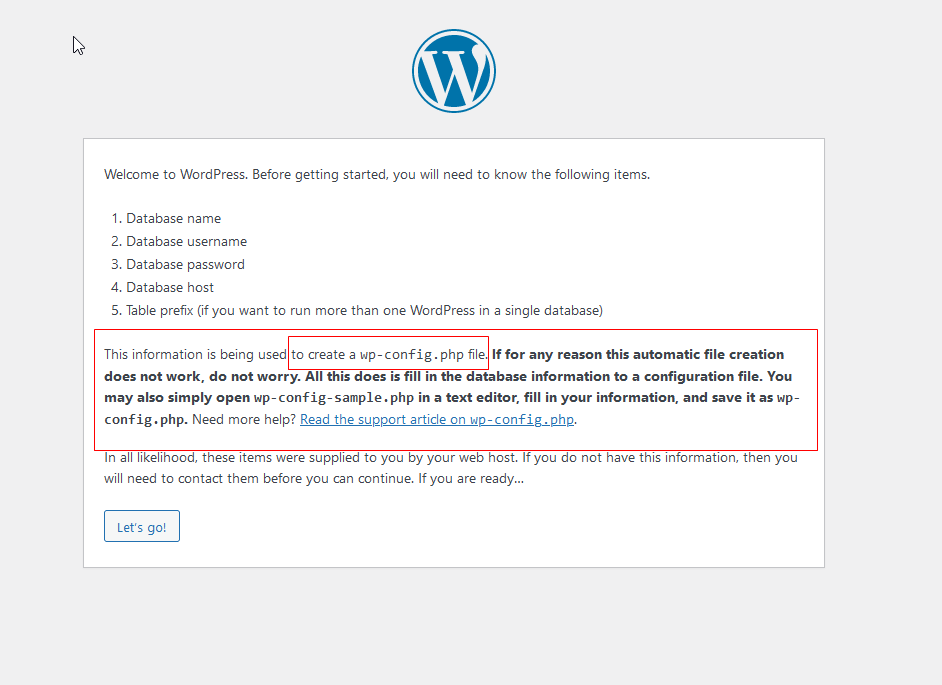 Welcome to WordPress. Before getting started, you will need to know the following items.
1. Database name
2. Database username
3. Database password
4. Database host
5. Table prefix (if you want to run more than one WordPress in a single database)
This information is being used to create a wp-config.php file. If for any reason this automatic file creation
does not work, do not worry. All this does is fill in the database information to a configuration file. You
may also simply open wp-config-sample.php in a text editor, fill in your information, and save it as wp-
config.php. Need more help? Read the support article on wp-config.php.
In all likelihood, these items were supplied to you by your web host. If you do not have this information, then you
will need to contact them before you can continue. If you are ready...
Let's go!